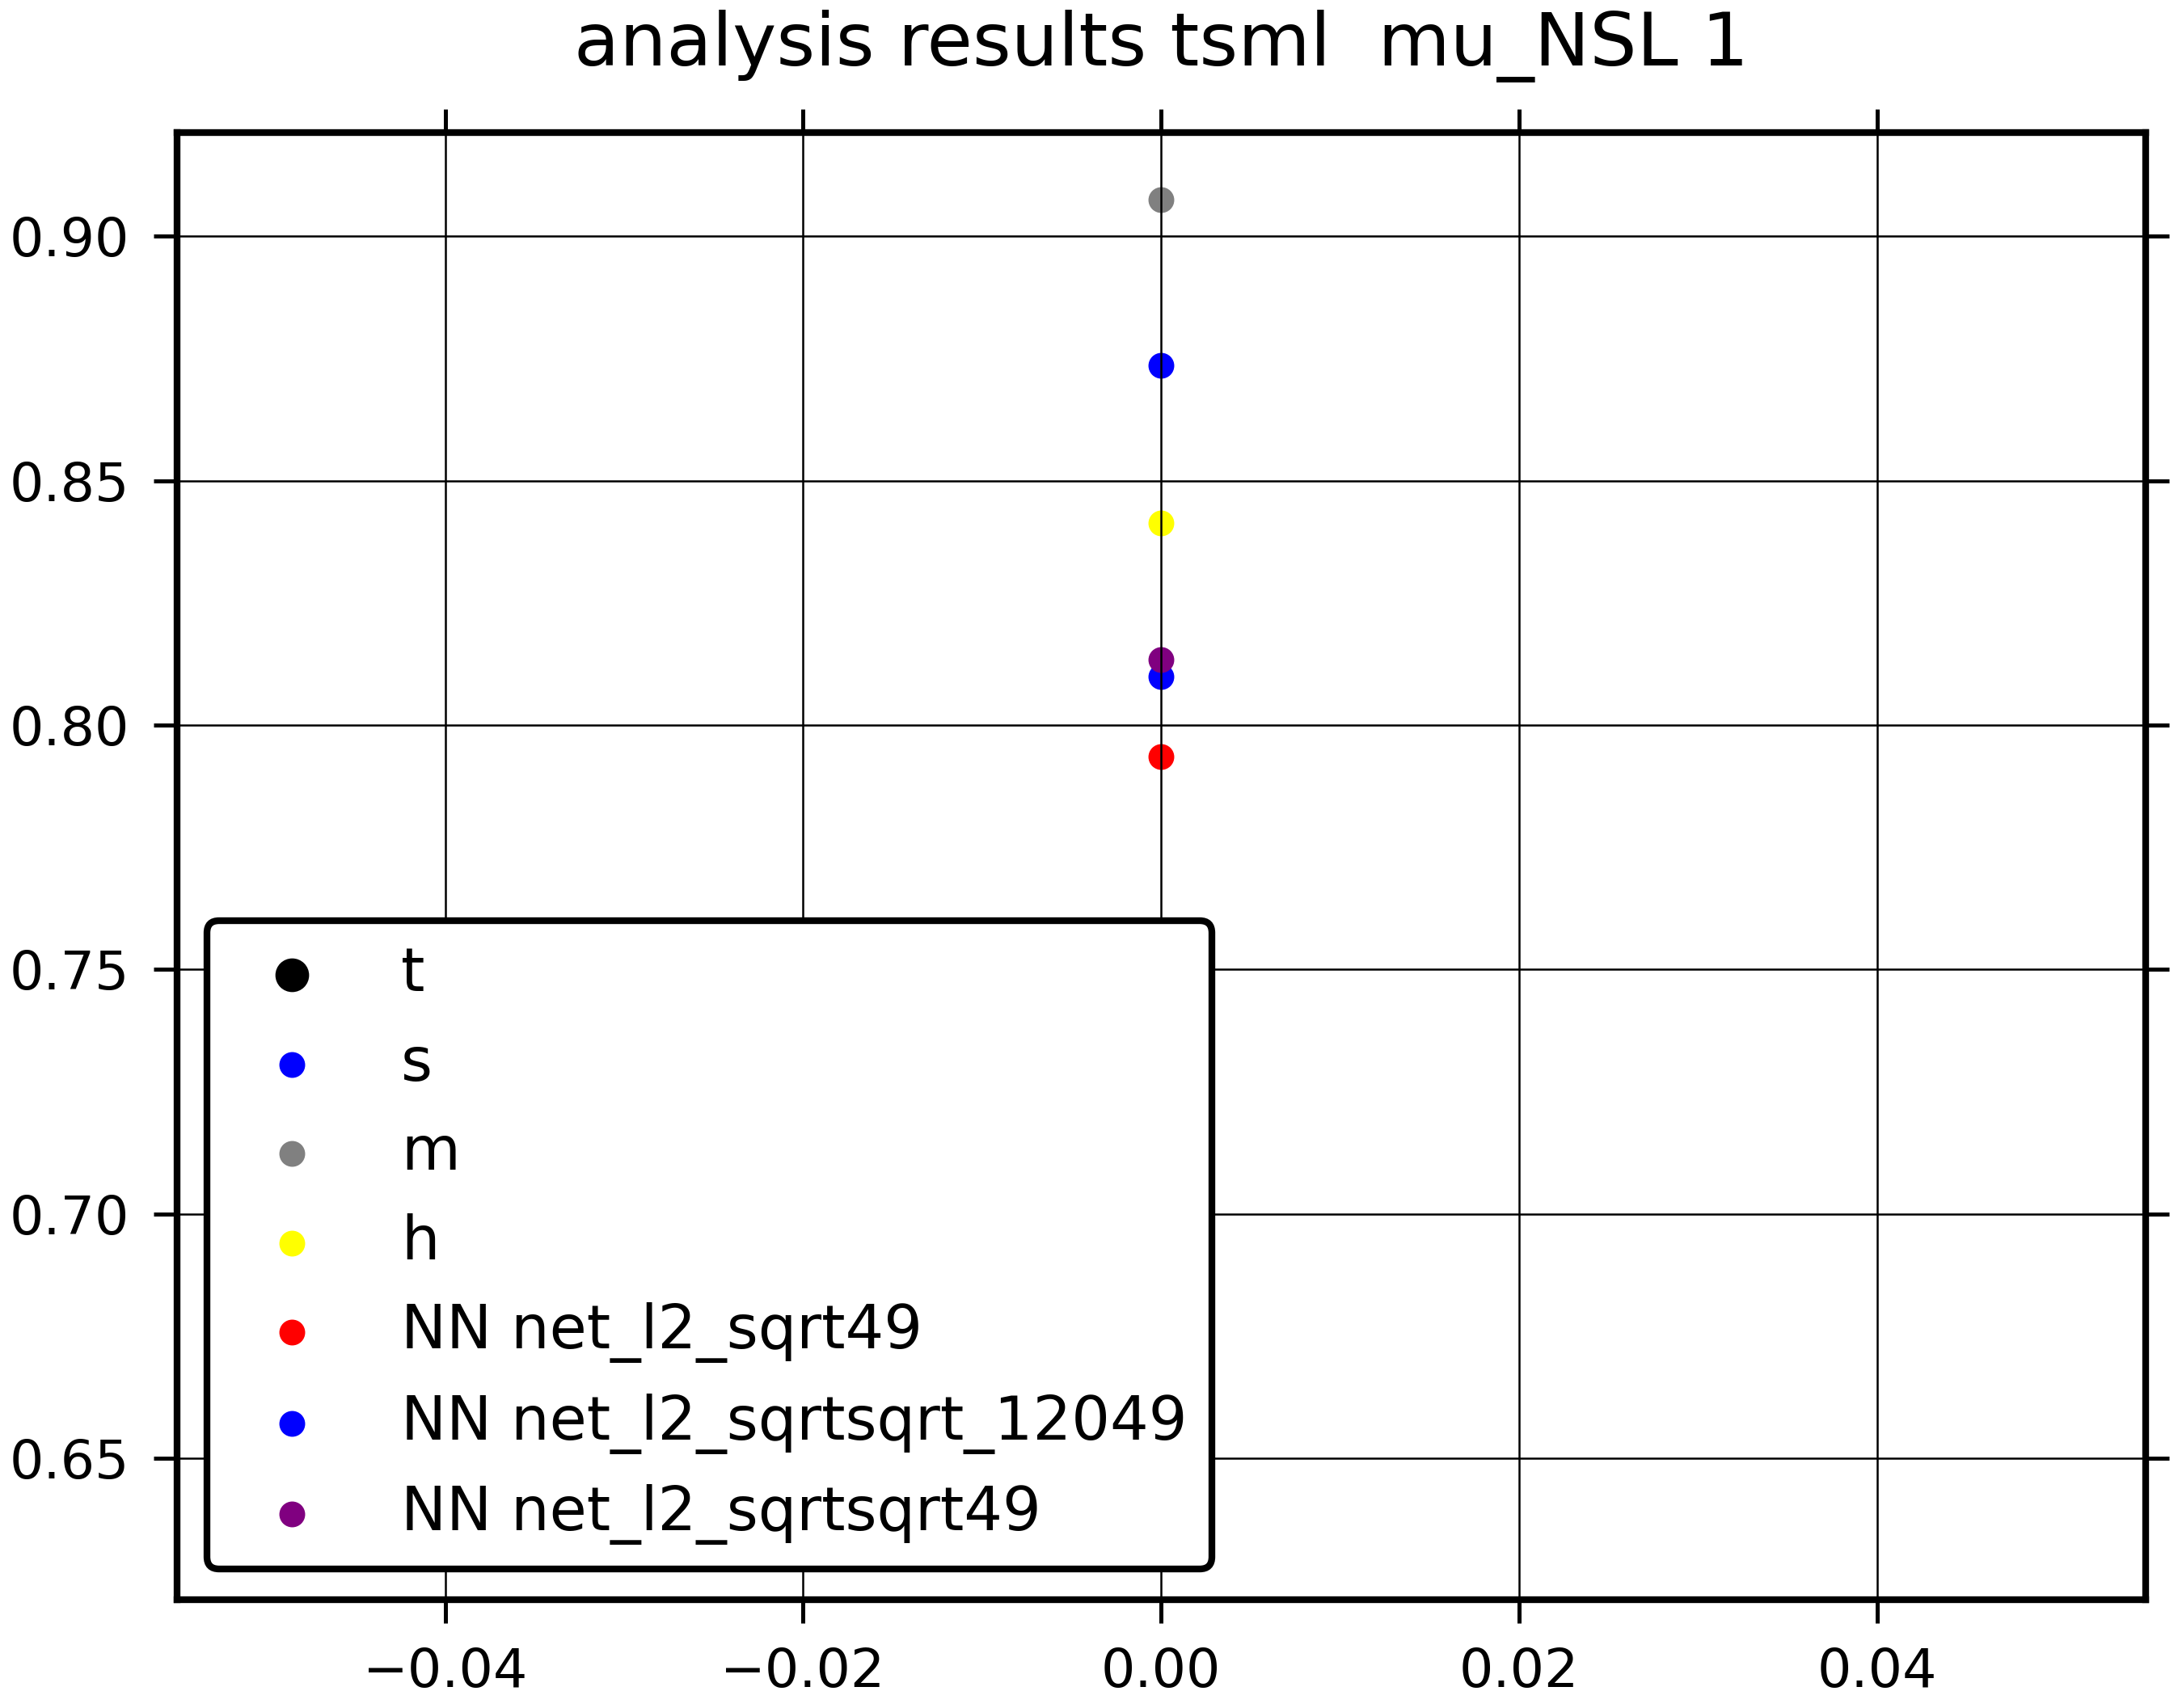 analysis results tsml  mu_NSL 1
0.90
0.85
0.80
0.75
0.70
0.65
t
s
m
h
NN net_l2_sqrt49
NN net_l2_sqrtsqrt_12049
NN net_l2_sqrtsqrt49
−0.04
−0.02
0.00
0.02
0.04